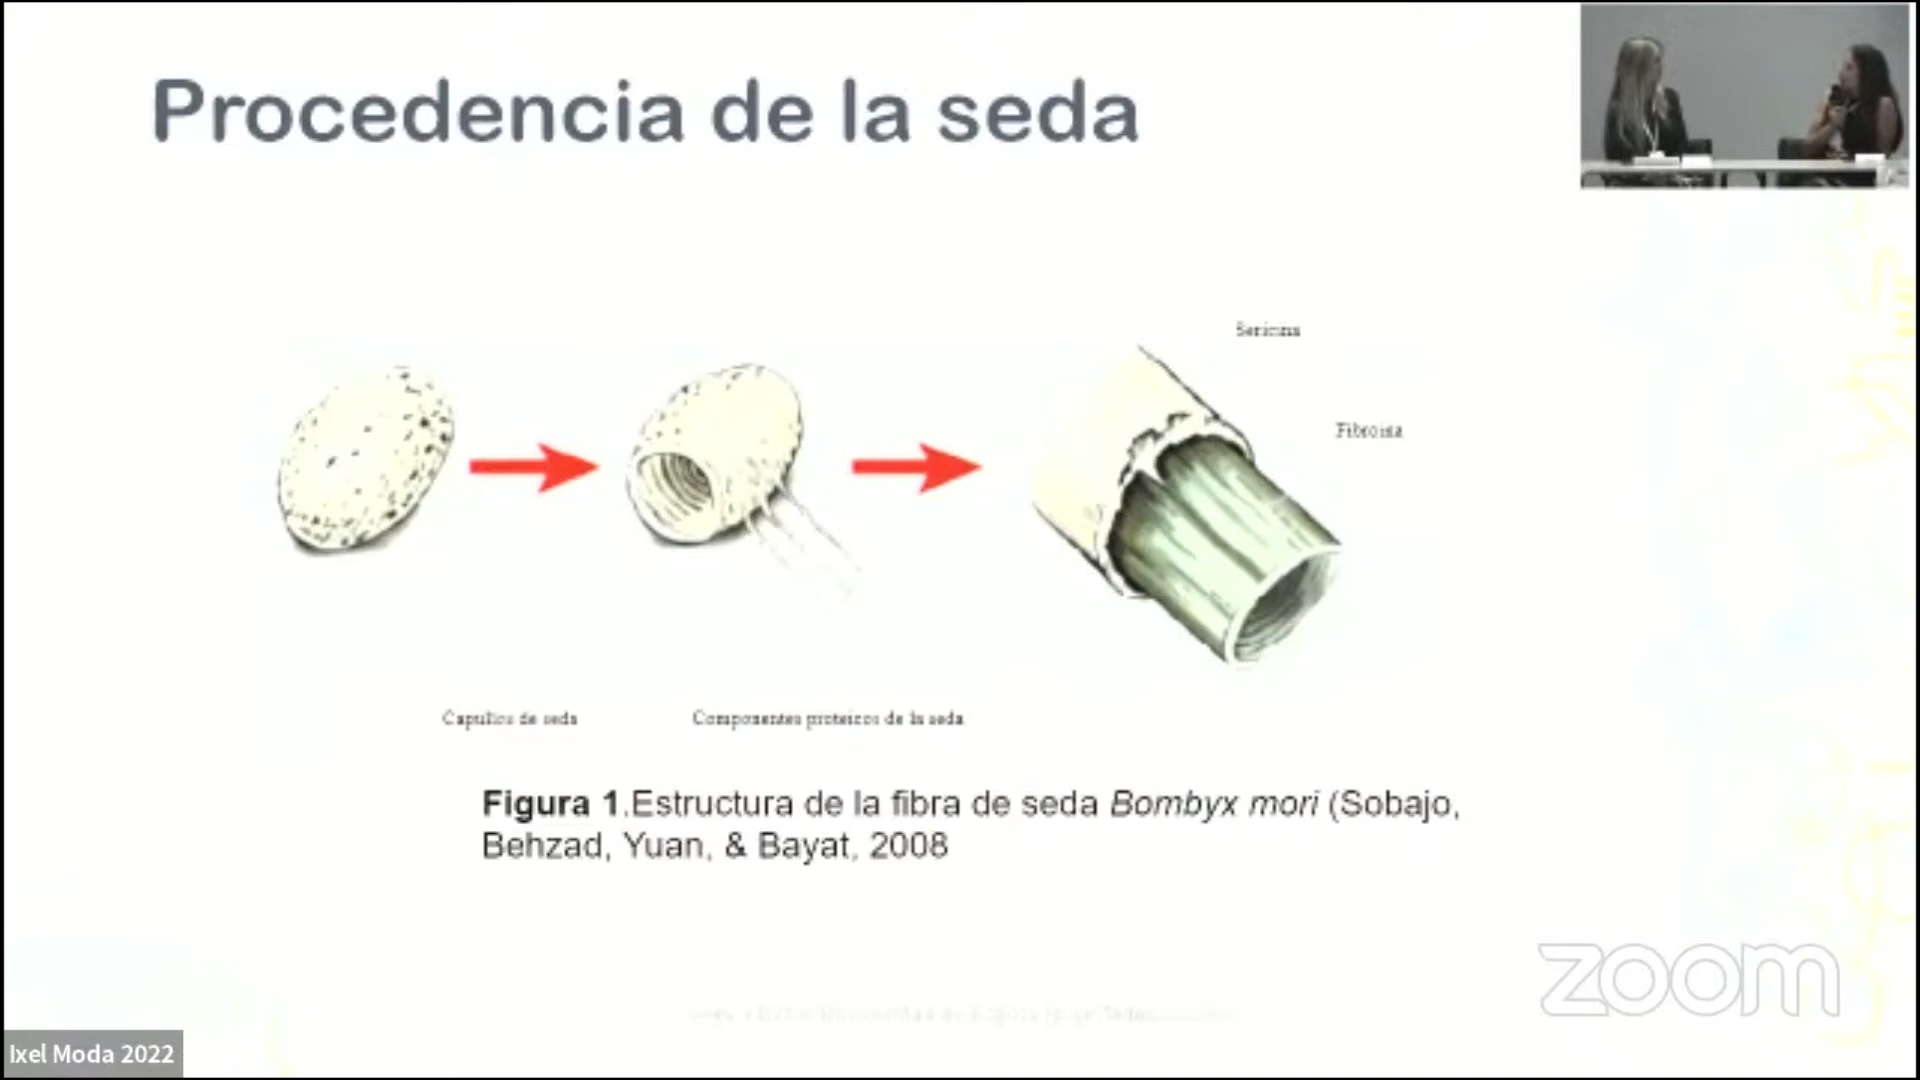 Procedencia de la seda
Sericina
Fibroina
Capullos de seda
Componentes proteicos de la seda
Figura 1.Estructura de la fibra de seda Bombyx mori (Sobajo,
Behzad, Yuan, & Bayat, 2008
zoom
Ixel Moda 2022